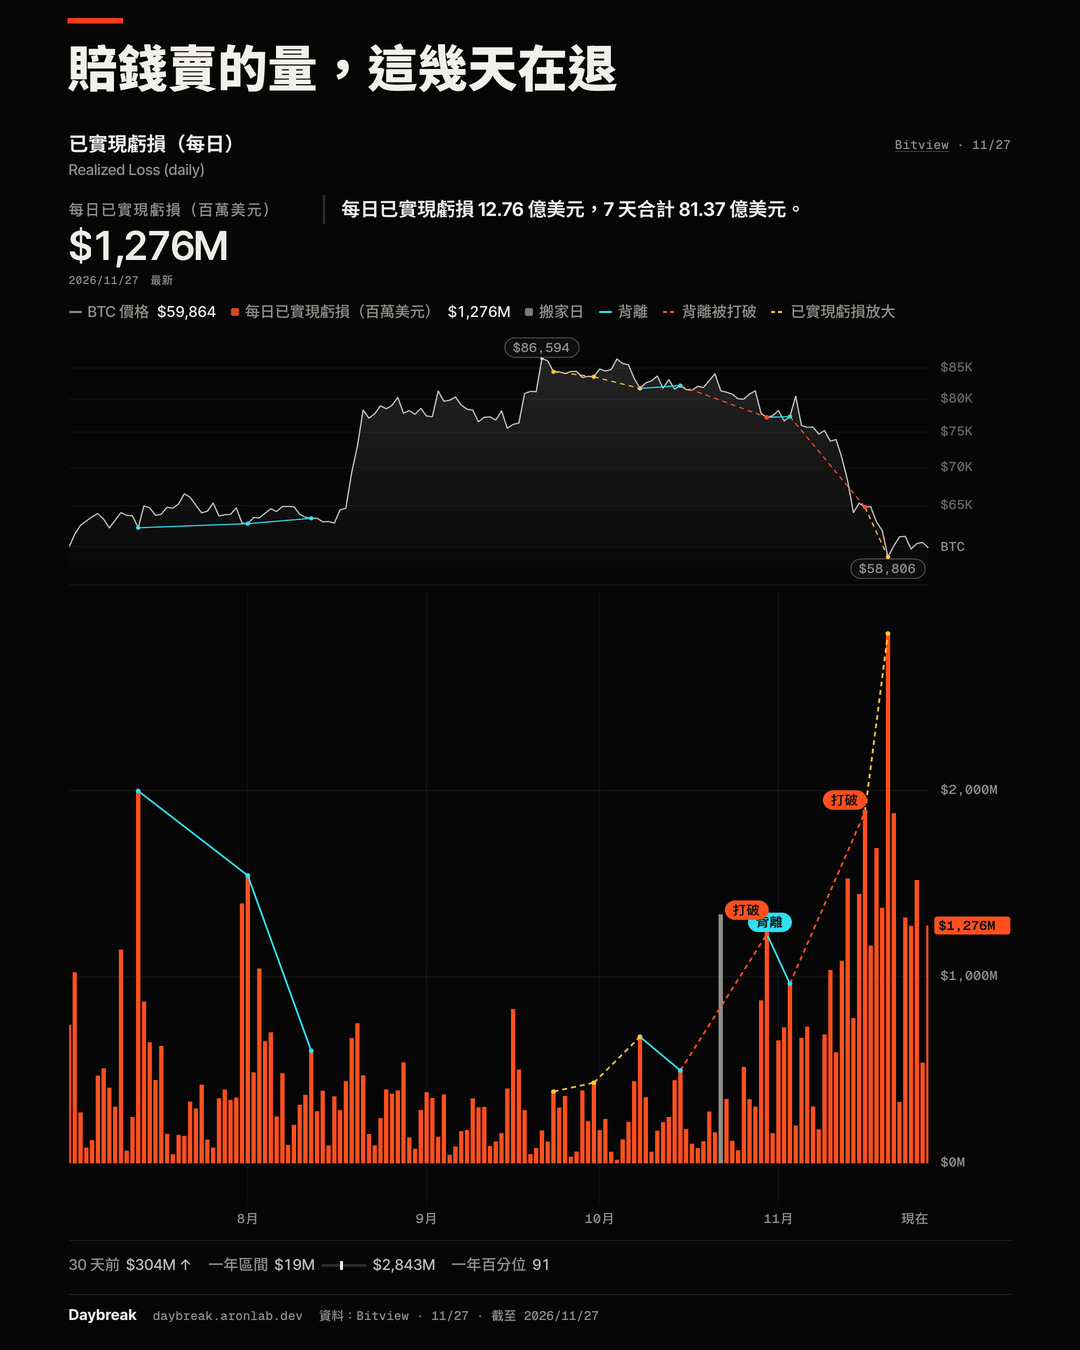 賠錢賣的量，這幾天在退
已實現虧損（每日）
Bitview · 11/27
Realized Loss (daily)
每日已實現虧損（百萬美元）
每日已實現虧損 12.76 億美元，7 天合計 81.37 億美元。
$1,276M
2026/11/27 最新
BTC 價格 $59,864 每日已實現虧損（百萬美元） $1,276M 搬家日 背離 背離被打破 已實現虧損放大
$86,594
$85K
$80K
$75K
$70K
$65K
BTC
$58,806
$2,000M
打破
打破
背離
$1,276M
$1,000M
$0M
8月 9月 10月 11月 現在
30 天前 $304M ↑ 一年區間 $19M $2,843M 一年百分位 91
Daybreak daybreak.aronlab.dev 資料：Bitview · 11/27 · 截至 2026/11/27